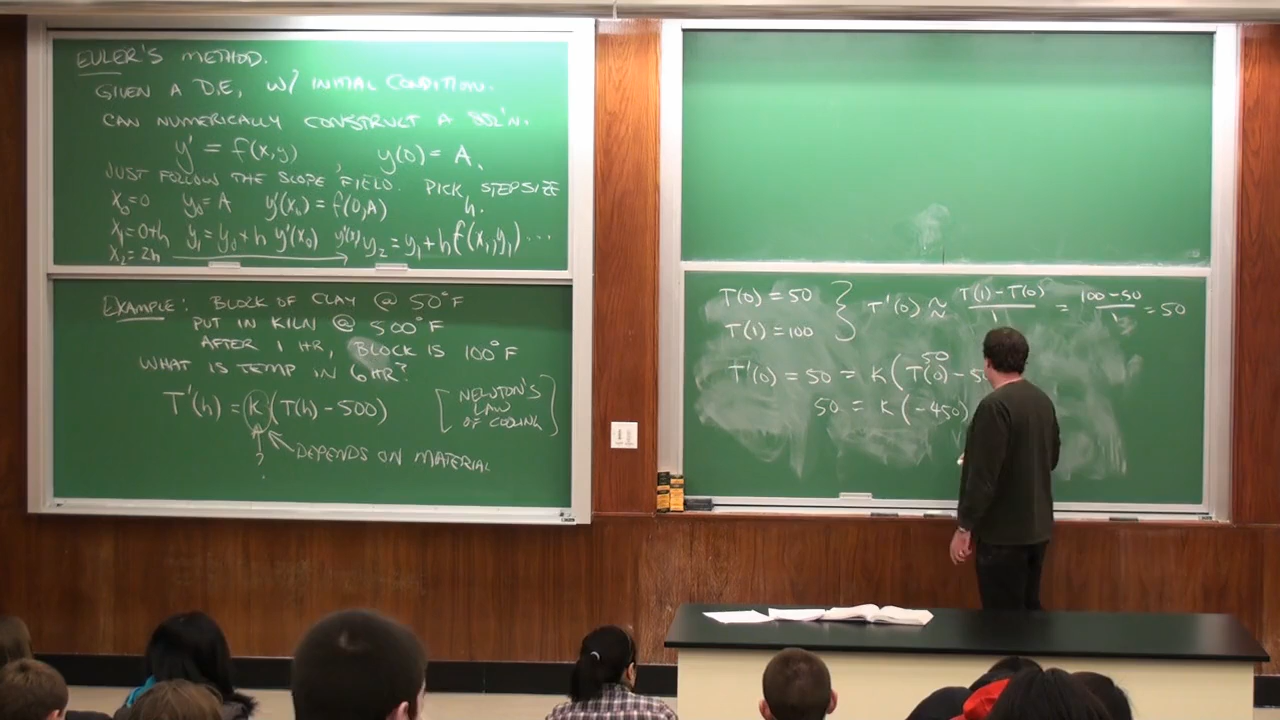 EULER'S METHOD.
GIVEN A D.E, W/ INITIAL CONDITION.
CAN NUMERICALLY CONSTRUCT A SOL'N.
y' = f(x,y), y(0) = A.
JUST FOLLOW THE SLOPE FIELD. PICK STEPSIZE h.
x₀=0 y₀=A y'(x₀) = f(0,A)
x₁=0+h y₁=y₀+h y'(x₀) y'(x₁) y₂=y₁+h f(x₁,y₁) ...
x₂=2h
EXAMPLE: BLOCK OF CLAY @ 50°F
PUT IN KILN @ 500°F
AFTER 1 HR, BLOCK IS 100°F
WHAT IS TEMP IN 6HR?
T'(h) = K(T(h) - 500) [NEWTON'S
LAW
OF COOLING]
? DEPENDS ON MATERIAL
T(0) = 50
T(1) = 100 } T'(0) ≈ T(1)-T(0)/1 = 100-50/1 = 50
50
T'(0) = 50 = K(T(0) - 5
50 = K(-450)